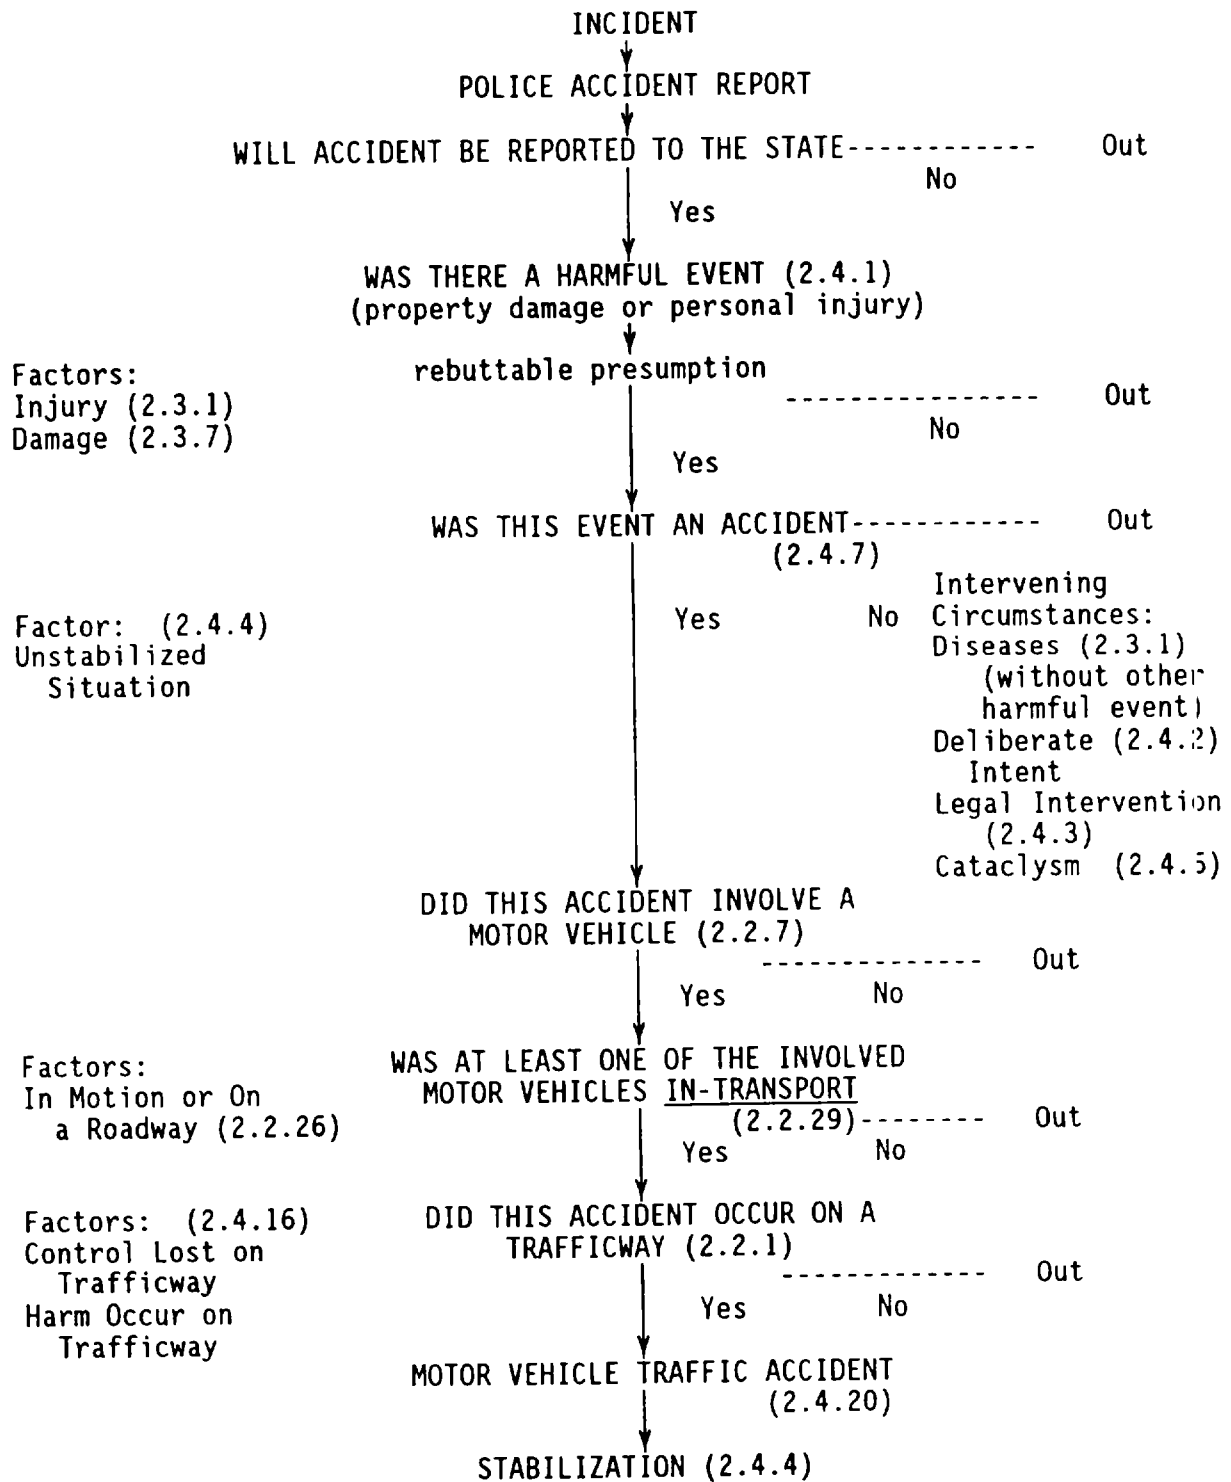 INCIDENT
POLICE ACCIDENT REPORT
WILL ACCIDENT BE REPORTED TO THE STATE------------ Out
No
Yes
WAS THERE A HARMFUL EVENT (2.4.1)
(property damage or personal injury)
Factors:
Injury (2.3.1)
Damage (2.3.7)
rebuttable presumption
---------------- Out
No
Yes
WAS THIS EVENT AN ACCIDENT------------ Out
(2.4.7)
Factor: (2.4.4)
Unstabilized
Situation
Yes No
Intervening
Circumstances:
Diseases (2.3.1)
(without other
harmful event)
Deliberate (2.4.2)
Intent
Legal Intervention
(2.4.3)
Cataclysm (2.4.5)
DID THIS ACCIDENT INVOLVE A
MOTOR VEHICLE (2.2.7)
-------------- Out
Yes No
Factors:
In Motion or On
a Roadway (2.2.26)
WAS AT LEAST ONE OF THE INVOLVED
MOTOR VEHICLES IN-TRANSPORT
(2.2.29)-------- Out
Yes No
Factors: (2.4.16)
Control Lost on
Trafficway
Harm Occur on
Trafficway
DID THIS ACCIDENT OCCUR ON A
TRAFFICWAY (2.2.1)
------------- Out
Yes No
MOTOR VEHICLE TRAFFIC ACCIDENT
(2.4.20)
STABILIZATION (2.4.4)